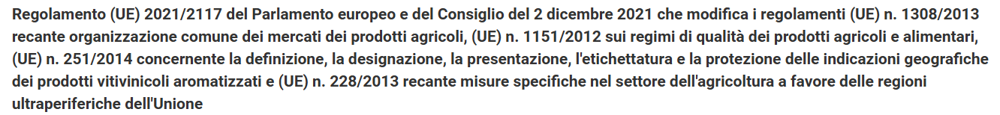 Regolamento (UE) 2021/2117 del Parlamento europeo e del Consiglio del 2 dicembre 2021 che modifica i regolamenti (UE) n. 1308/2013
recante organizzazione comune dei mercati dei prodotti agricoli, (UE) n. 1151/2012 sui regimi di qualità dei prodotti agricoli e alimentari,
(UE) n. 251/2014 concernente la definizione, la designazione, la presentazione, l'etichettatura e la protezione delle indicazioni geografiche
dei prodotti vitivinicoli aromatizzati e (UE) n. 228/2013 recante misure specifiche nel settore dell'agricoltura a favore delle regioni
ultraperiferiche dell'Unione